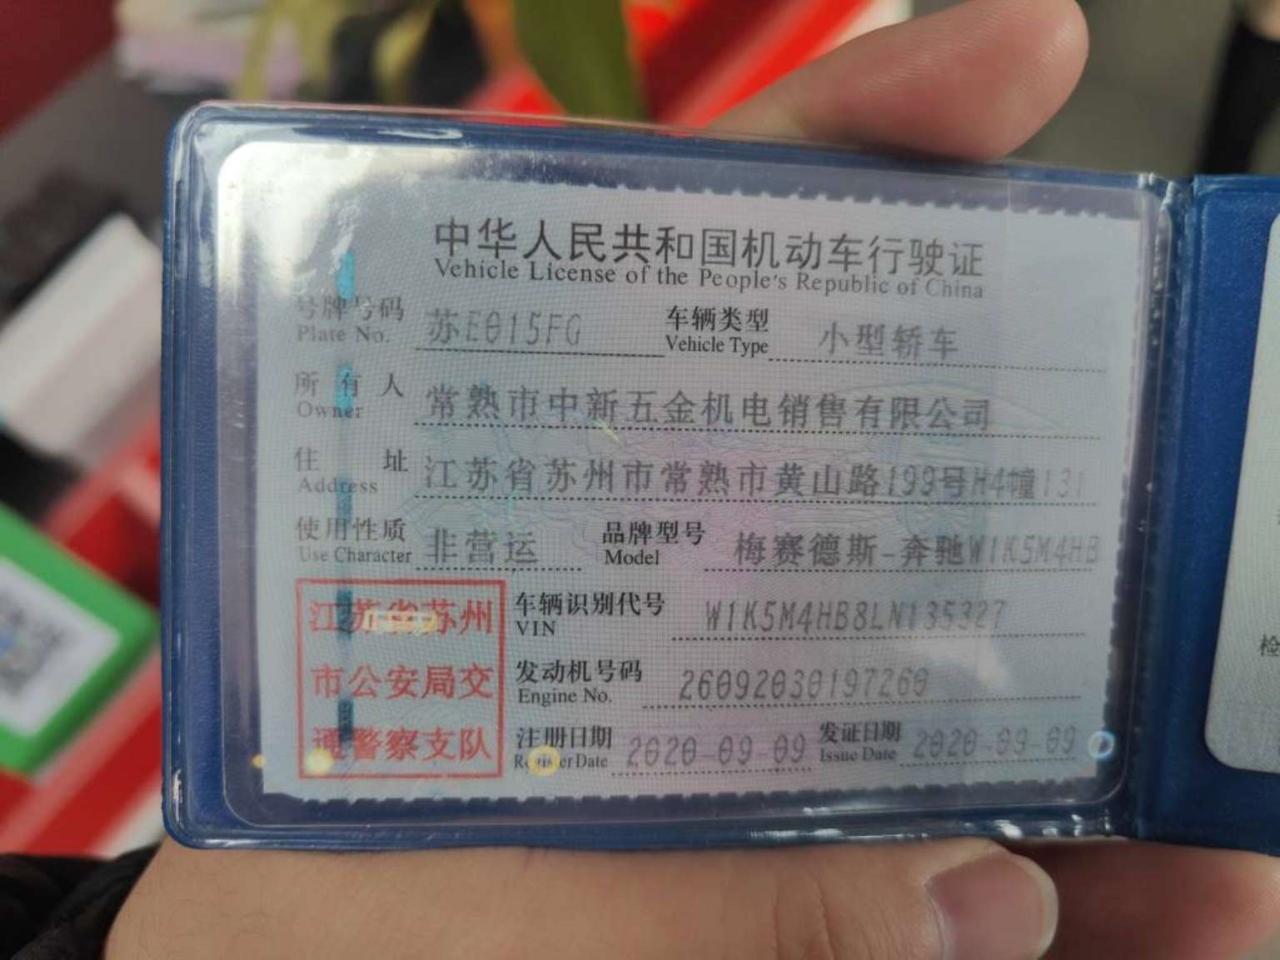 中华人民共和国机动车行驶证
Vehicle License of the People's Republic of China
号牌号码 苏E015FG 车辆类型 小型轿车
Plate No. Vehicle Type
所有人 常熟市中新五金机电销售有限公司
Owner
住址 江苏省苏州市常熟市黄山路199号H4幢131
Address
使用性质 非营运 品牌型号 梅赛德斯-奔驰W1K5M4HB
Use Character Model
江苏省苏州
市公安局交
通警察支队
车辆识别代号 W1K5M4HB8LN135327
VIN
发动机号码 26092030197260
Engine No.
注册日期 2020-09-09 发证日期 2020-09-09
Register Date Issue Date
检